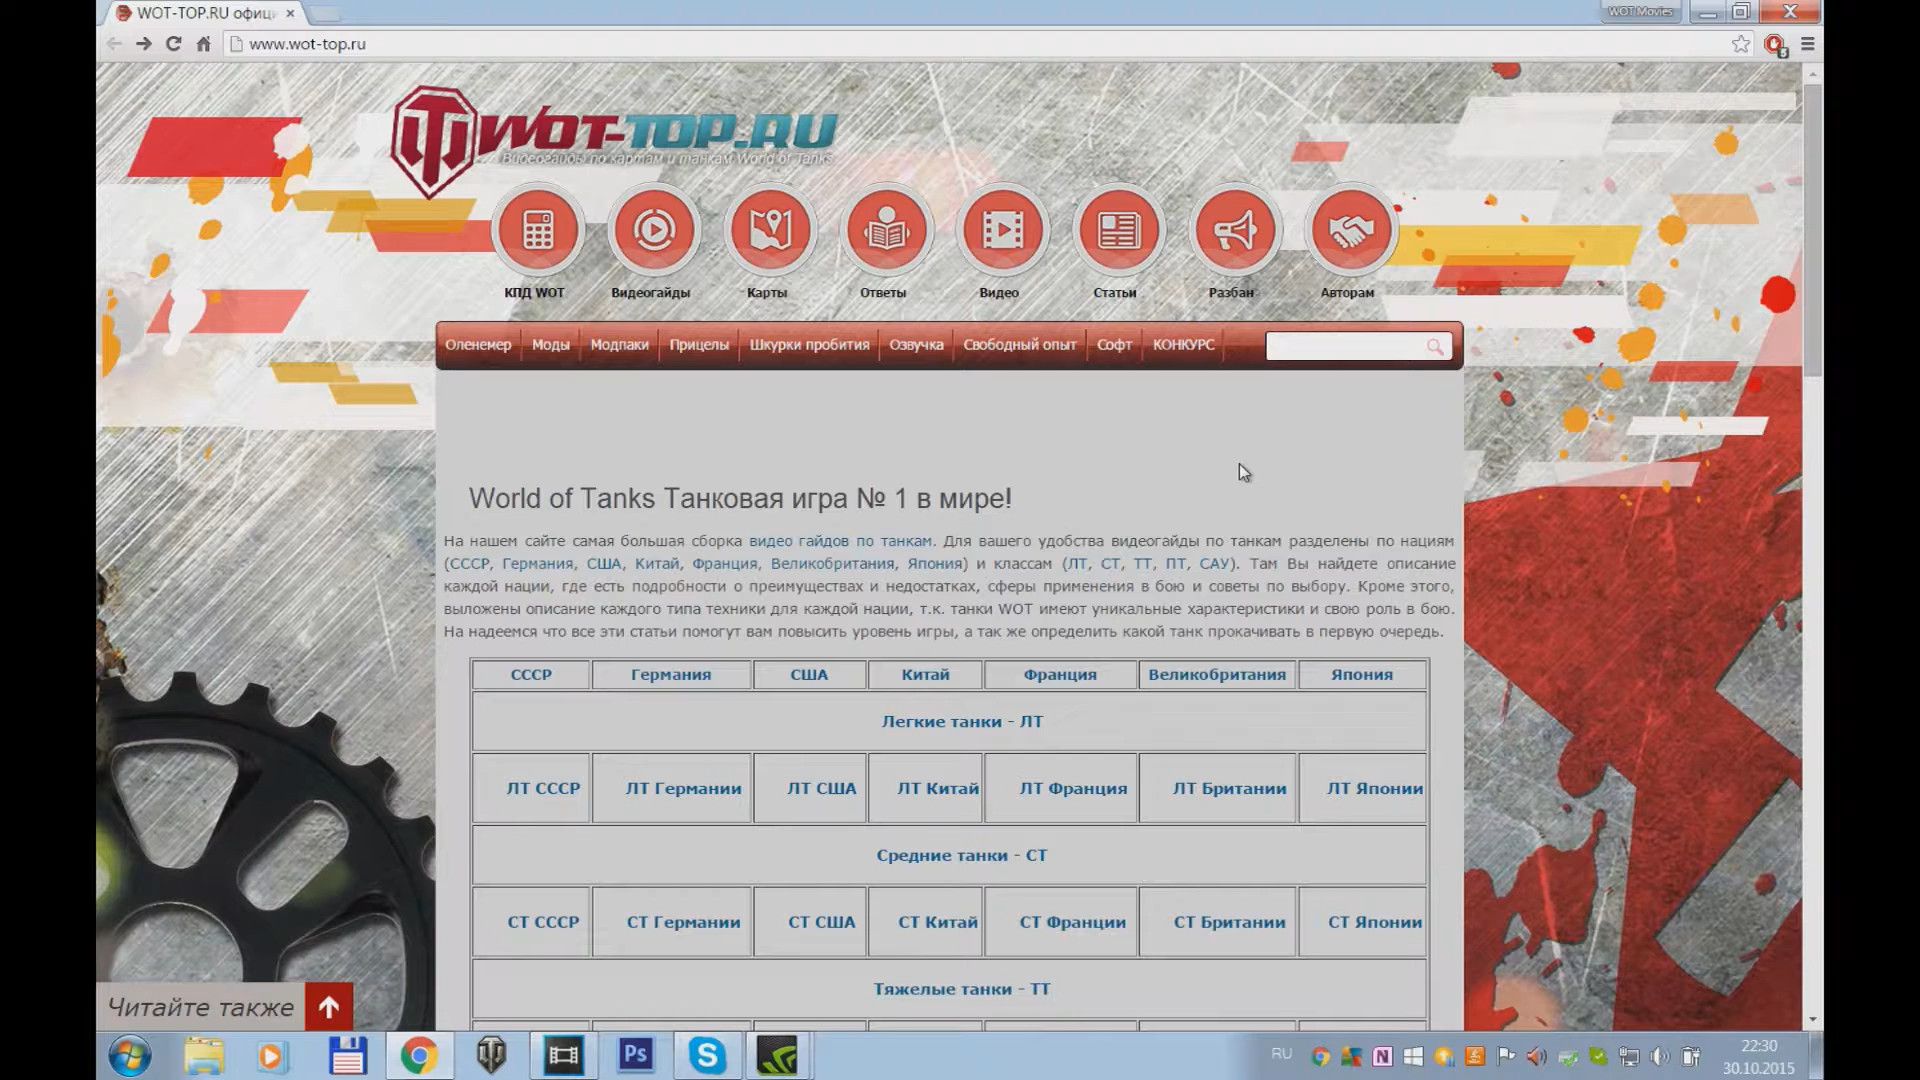 WOT-TOP.RU офици
WOT Movies
www.wot-top.ru
WOT-TOP.RU
Видеогайды по картам и танкам World of Tanks
КПД WOT Видеогайды Карты Ответы Видео Статьи Разбан Авторам
Оленемер Моды Модпаки Прицелы Шкурки пробития Озвучка Свободный опыт Софт КОНКУРС
World of Tanks Танковая игра № 1 в мире!
На нашем сайте самая большая сборка видео гайдов по танкам. Для вашего удобства видеогайды по танкам разделены по нациям
(СССР, Германия, США, Китай, Франция, Великобритания, Япония) и классам (ЛТ, СТ, ТТ, ПТ, САУ). Там Вы найдете описание
каждой нации, где есть подробности о преимуществах и недостатках, сферы применения в бою и советы по выбору. Кроме этого,
выложены описание каждого типа техники для каждой нации, т.к. танки WOT имеют уникальные характеристики и свою роль в бою.
На надеемся что все эти статьи помогут вам повысить уровень игры, а так же определить какой танк прокачивать в первую очередь.
СССР Германия США Китай Франция Великобритания Япония
Легкие танки - ЛТ
ЛТ СССР ЛТ Германии ЛТ США ЛТ Китай ЛТ Франция ЛТ Британии ЛТ Японии
Средние танки - СТ
СТ СССР СТ Германии СТ США СТ Китай СТ Франции СТ Британии СТ Японии
Тяжелые танки - ТТ
Читайте также
Ps
RU
22:30
30.10.2015